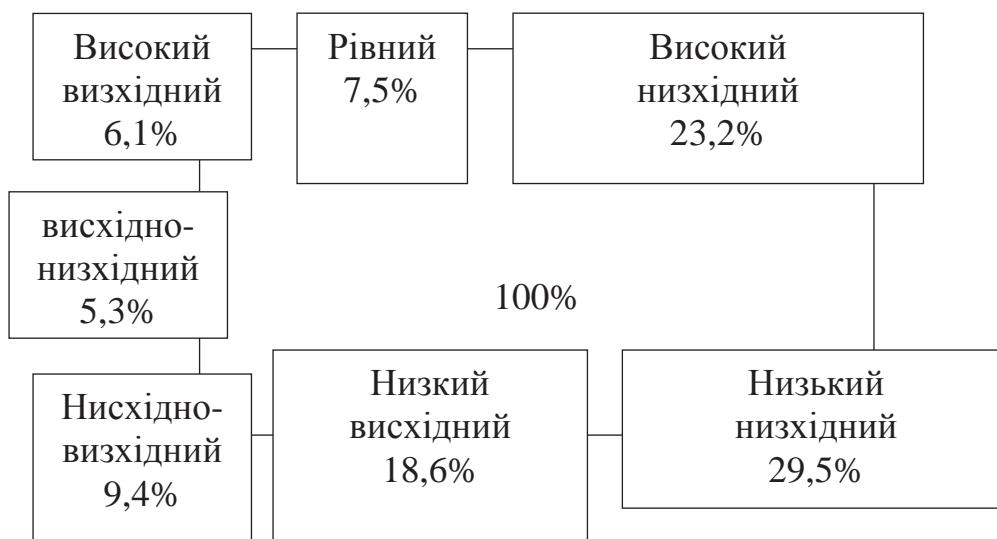 Високий
визхідний
6,1%
Рівний
7,5%
Високий
низхідний
23,2%
висхідно-
низхідний
5,3%
100%
Нисхідно-
визхідний
9,4%
Низкий
висхідний
18,6%
Низький
низхідний
29,5%